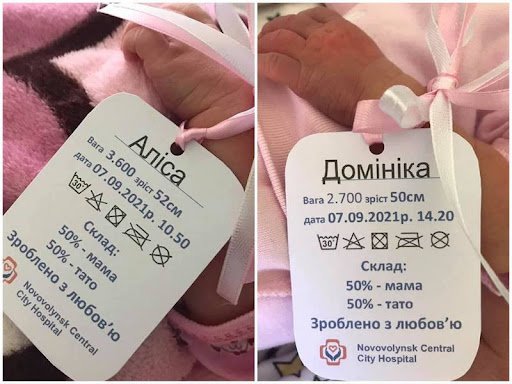 Аліса
Вага 3.600 зріст 52см
дата 07.09.2021р. 10.50
30°
Склад:
50% - мама
50% - тато
Зроблено з любов'ю
Novovolynsk Central
City Hospital
Домініка
Вага 2.700 зріст 50см
дата 07.09.2021р. 14.20
30°
Склад:
50% - мама
50% - тато
Зроблено з любов'ю
Novovolynsk Central
City Hospital